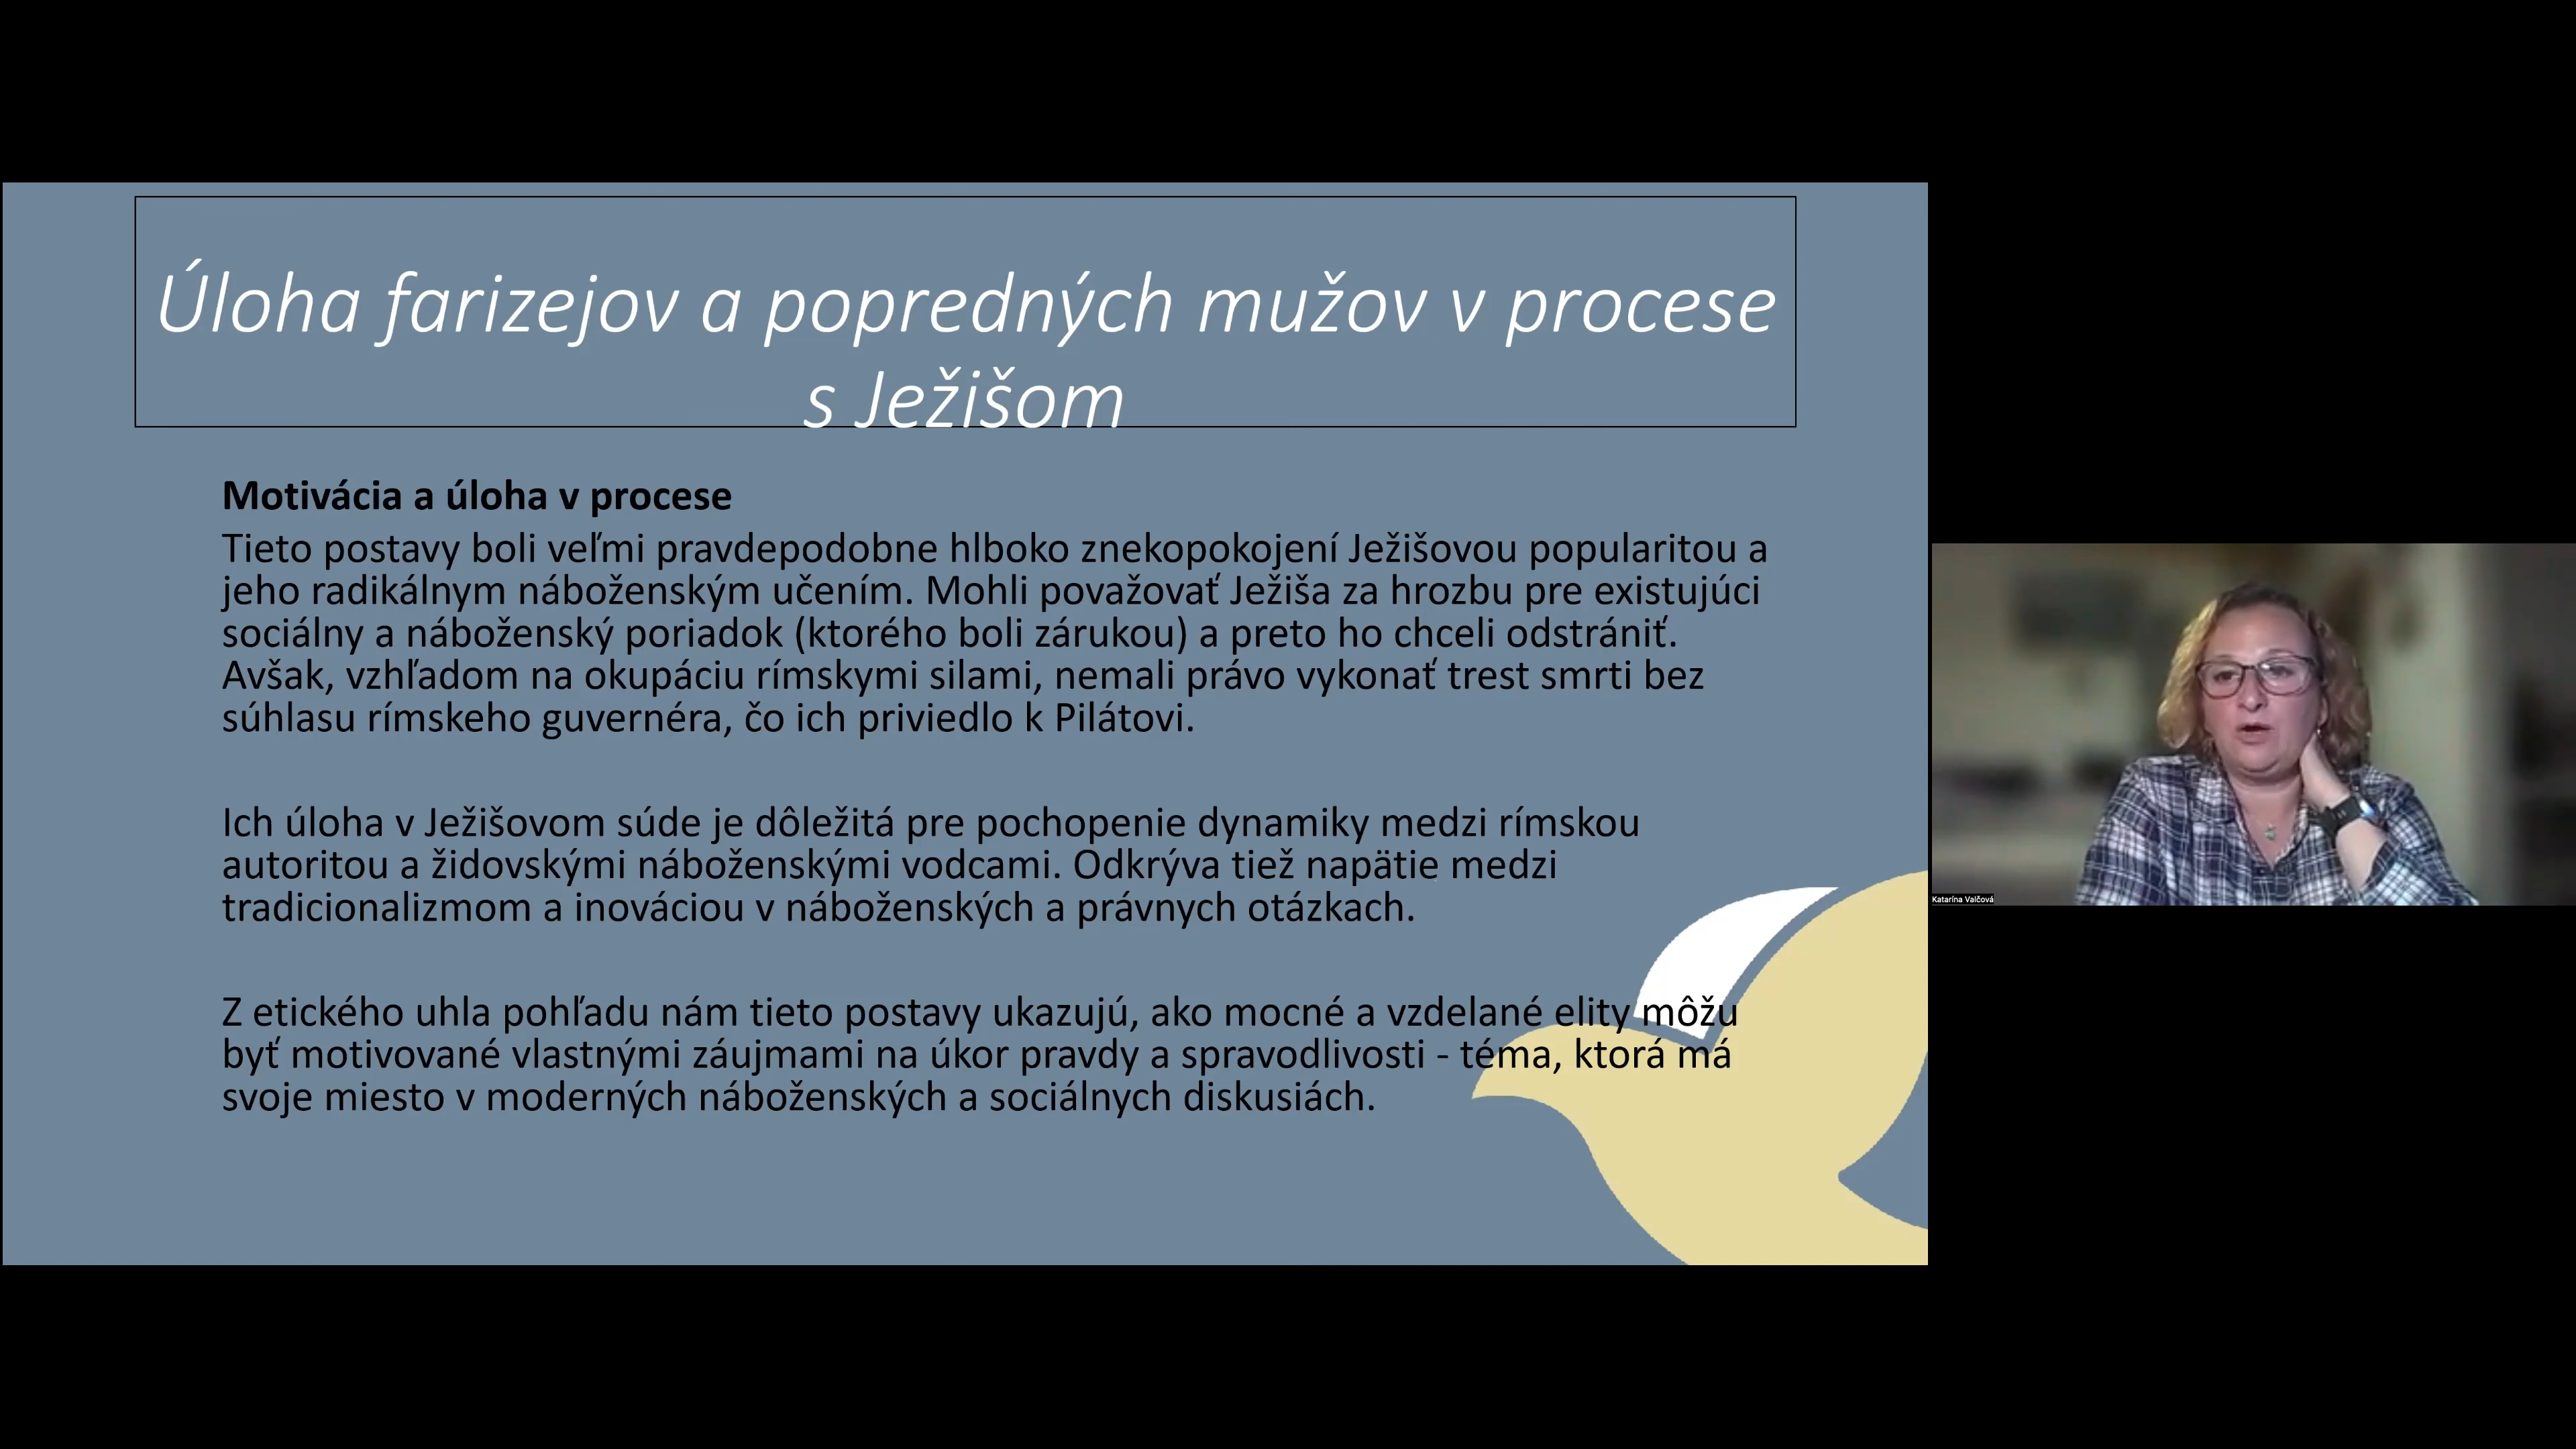 Úloha farizejov a popredných mužov v procese
s Ježišom
Motivácia a úloha v procese
Tieto postavy boli veľmi pravdepodobne hlboko znekopokojení Ježišovou popularitou a
jeho radikálnym náboženským učením. Mohli považovať Ježiša za hrozbu pre existujúci
sociálny a náboženský poriadok (ktorého boli zárukou) a preto ho chceli odstrániť.
Avšak, vzhľadom na okupáciu rímskymi silami, nemali právo vykonať trest smrti bez
súhlasu rímskeho guvernéra, čo ich priviedlo k Pilátovi.
Ich úloha v Ježišovom súde je dôležitá pre pochopenie dynamiky medzi rímskou
autoritou a židovskými náboženskými vodcami. Odkrýva tiež napätie medzi
tradicionalizmom a inováciou v náboženských a právnych otázkach.
Z etického uhla pohľadu nám tieto postavy ukazujú, ako mocné a vzdelané elity môžu
byť motivované vlastnými záujmami na úkor pravdy a spravodlivosti - téma, ktorá má
svoje miesto v moderných náboženských a sociálnych diskusiách.
Katarína Valčová